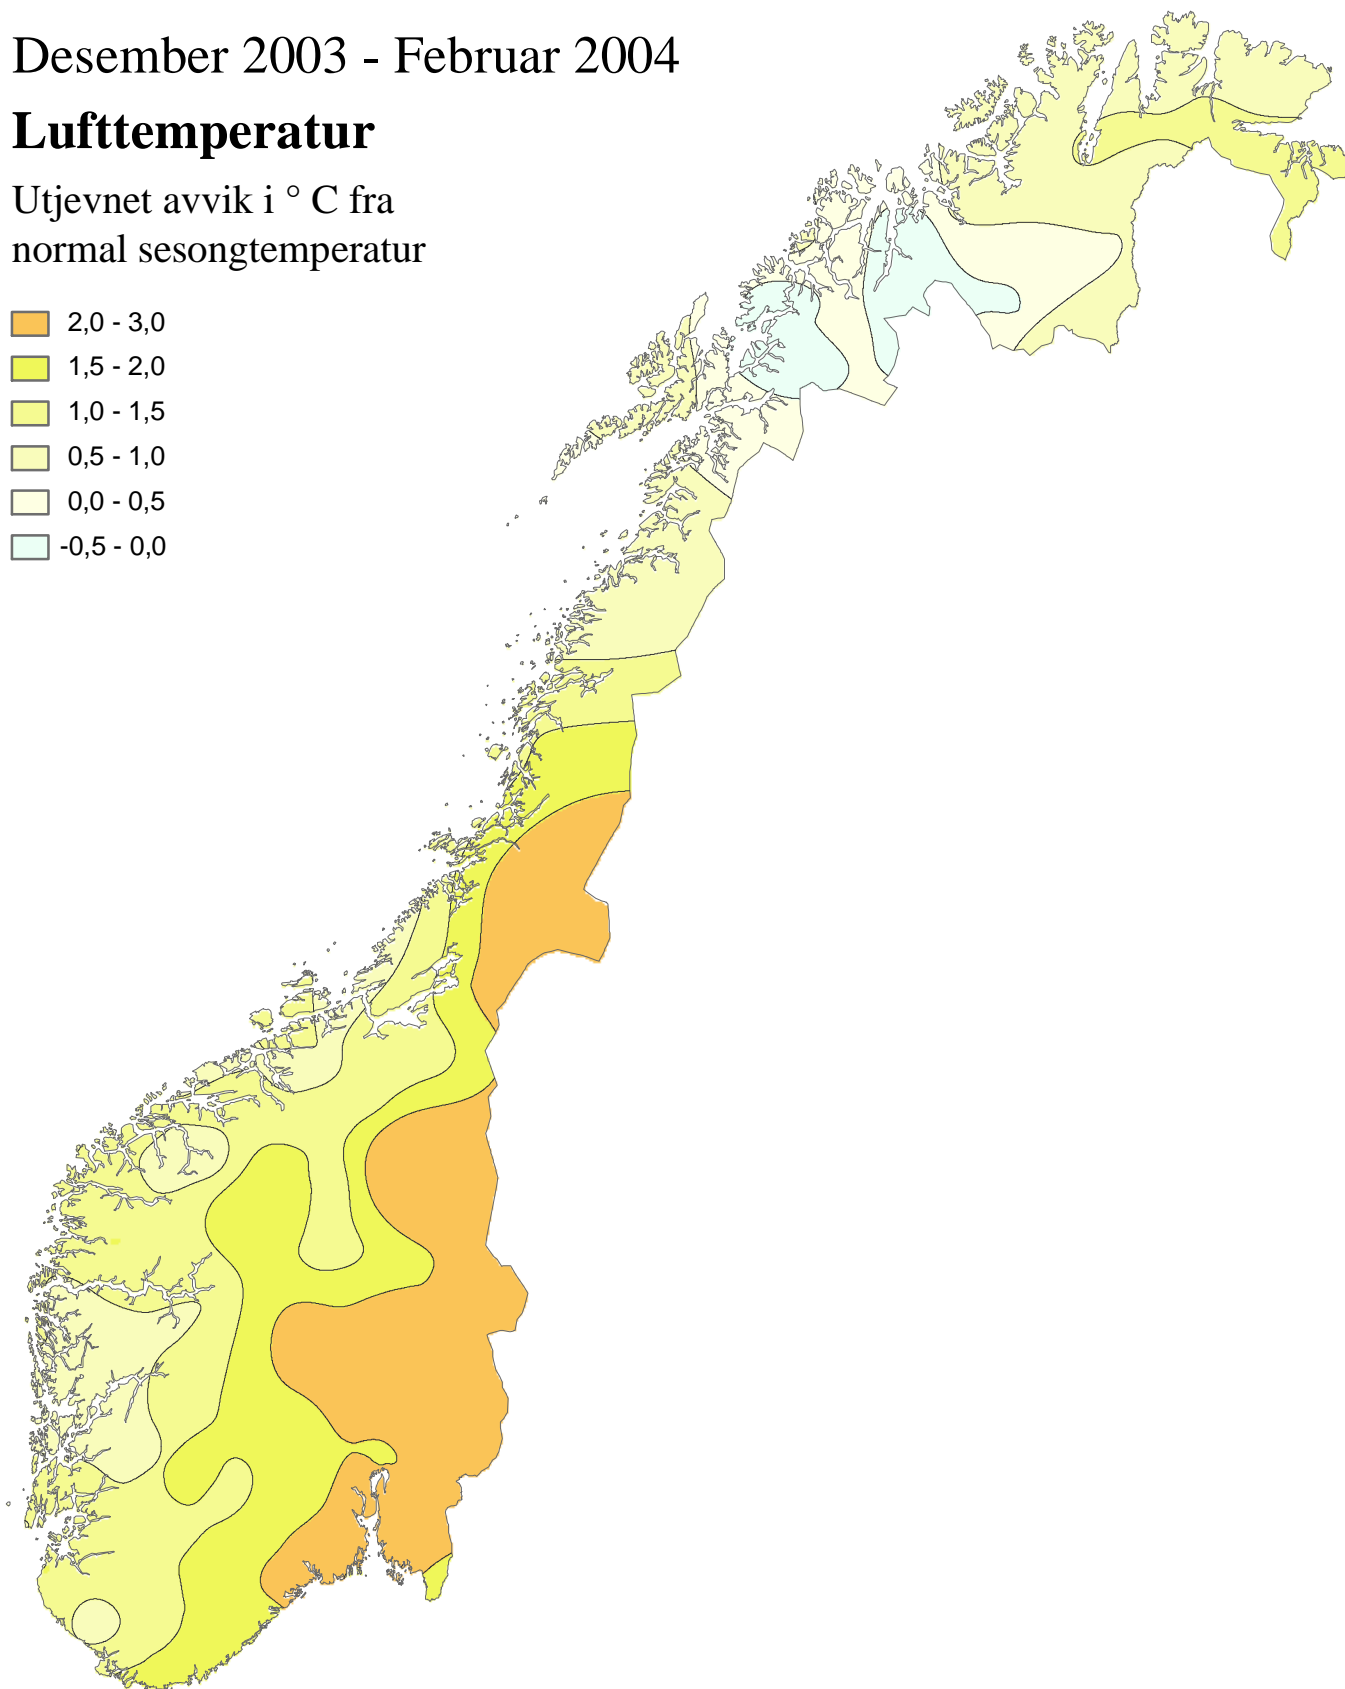 Desember 2003 - Februar 2004
Lufttemperatur
Utjevnet avvik i ° C fra
normal sesongtemperatur
2,0 - 3,0
1,5 - 2,0
1,0 - 1,5
0,5 - 1,0
0,0 - 0,5
-0,5 - 0,0